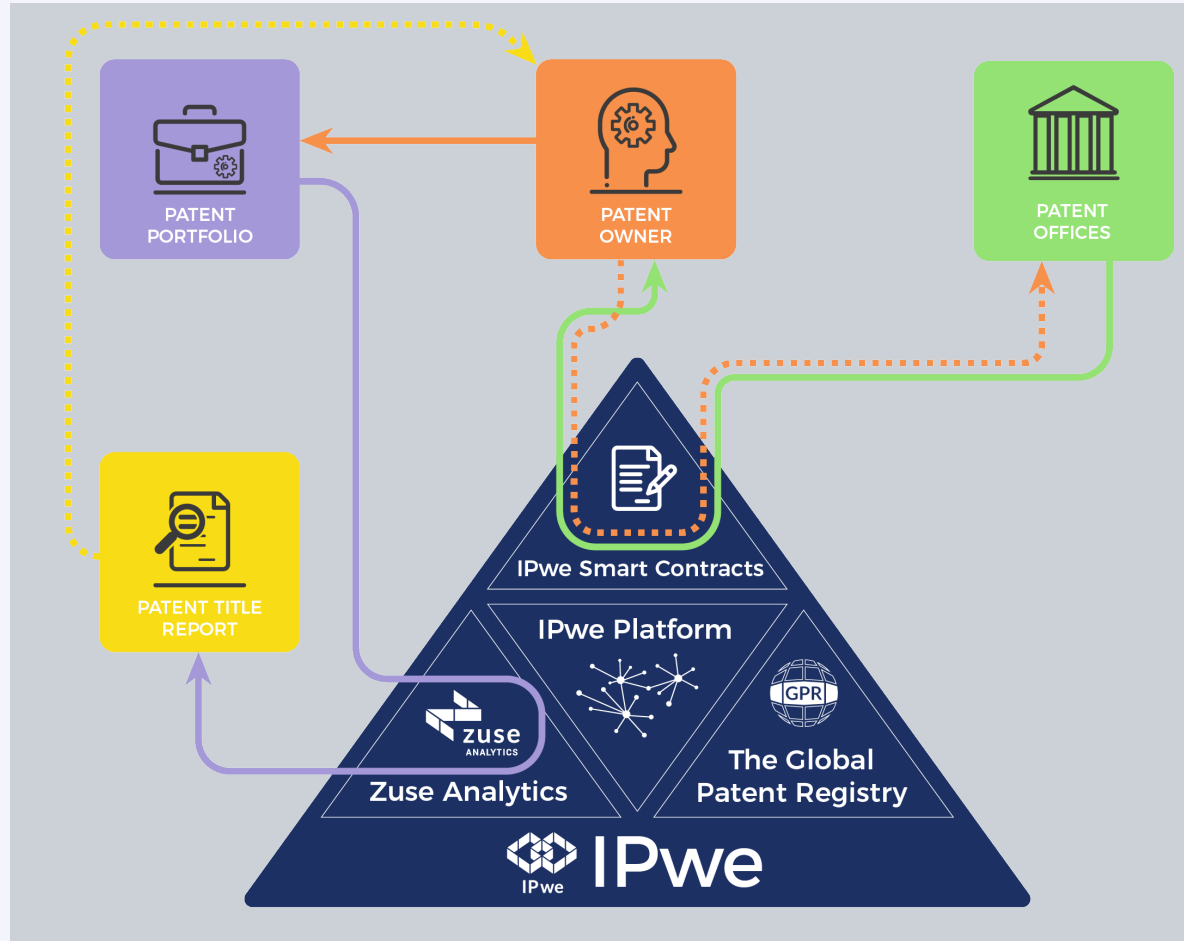 PATENT
PORTFOLIO
PATENT
OWNER
PATENT
OFFICES
PATENT TITLE
REPORT
IPwe Smart Contracts
IPwe Platform
zuse
ANALYTICS
Zuse Analytics
GPR
The Global
Patent Registry
IPwe
IPwe